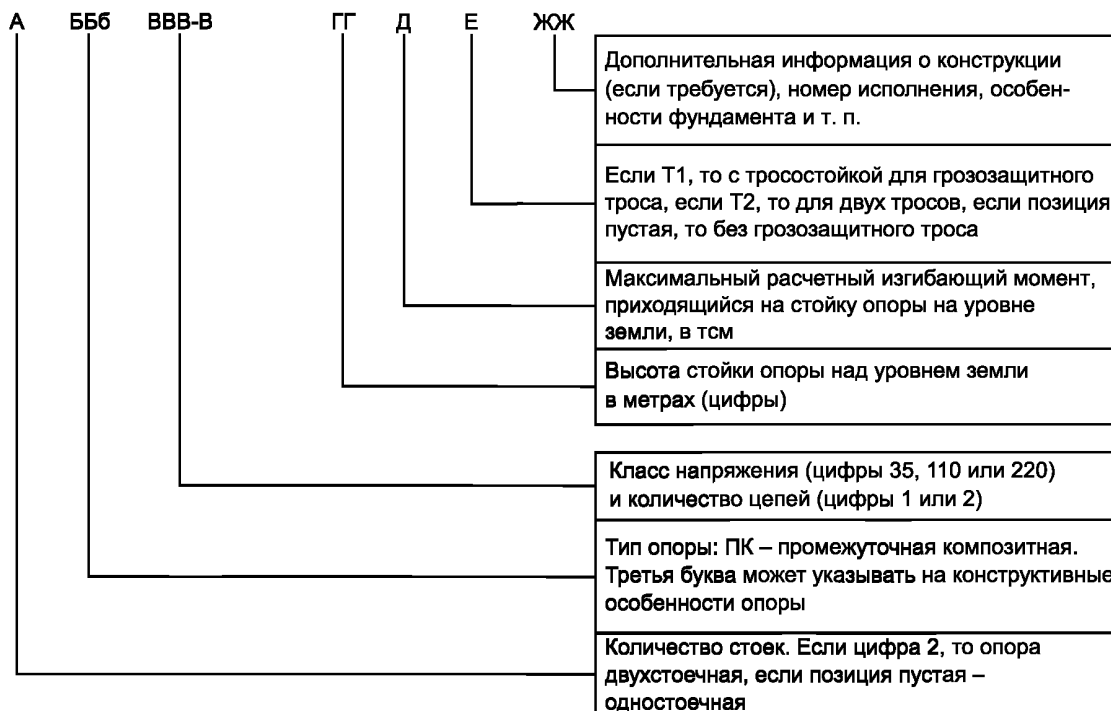 А ББб ВВВ-В ГГ Д Е ЖЖ
Дополнительная информация о конструкции
(если требуется), номер исполнения, особен-
ности фундамента и т. п.
Если Т1, то с тросостойкой для грозозащитного
троса, если Т2, то для двух тросов, если позиция
пустая, то без грозозащитного троса
Максимальный расчетный изгибающий момент,
приходящийся на стойку опоры на уровне
земли, в тсм
Высота стойки опоры над уровнем земли
в метрах (цифры)
Класс напряжения (цифры 35, 110 или 220)
и количество цепей (цифры 1 или 2)
Тип опоры: ПК – промежуточная композитная.
Третья буква может указывать на конструктивные
особенности опоры
Количество стоек. Если цифра 2, то опора
двухстоечная, если позиция пустая –
одностоечная